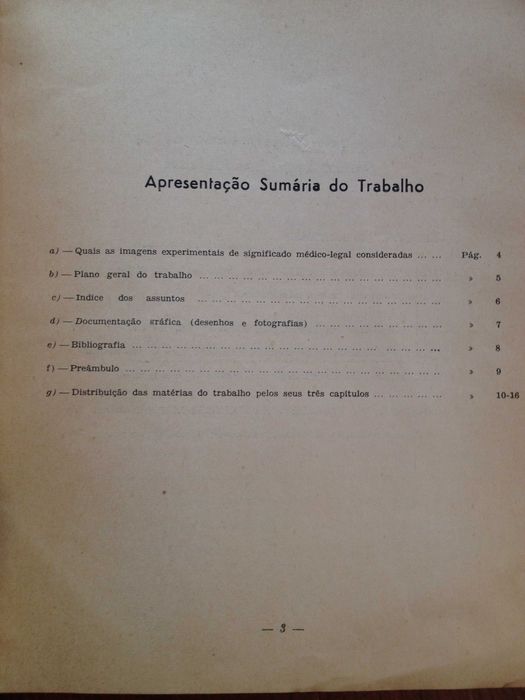 Apresentação Sumária do Trabalho
a) — Quais as imagens experimentais de significado médico-legal consideradas ... ... Pág. 4
b) — Plano geral do trabalho ... ... ... ... ... ... ... ... ... ... ... ... ... ... ... ... ... » 5
c) — Indice dos assuntos ... ... ... ... ... ... ... ... ... ... ... ... ... ... ... ... ... » 6
d) — Documentação gráfica (desenhos e fotografias) ... ... ... ... ... ... ... ... ... » 7
e) — Bibliografia ... ... ... ... ... ... ... ... ... ... ... ... ... ... ... ... ... ... ... ... ... » 8
f) — Preâmbulo ... ... ... ... ... ... ... ... ... ... ... ... ... ... ... ... ... ... ... ... ... ... » 9
g) — Distribuição das matérias do trabalho pelos seus três capítulos ... ... ... ... ... » 10-16
— 3 —